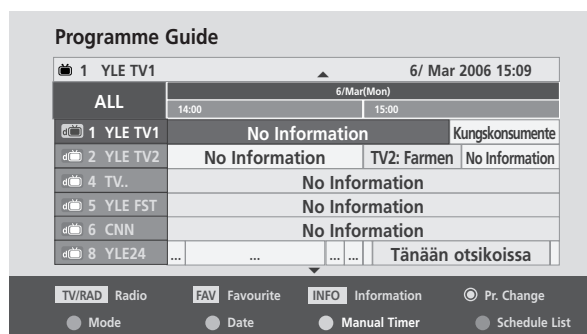 Programme Guide
1 YLE TV1 6/ Mar 2006 15:09
ALL 6/Mar(Mon)
14:00 15:00
1 YLE TV1 No Information Kungskonsumente
2 YLE TV2 No Information TV2: Farmen No Information
4 TV.. No Information
5 YLE FST No Information
6 CNN No Information
8 YLE24 ... ... ... ... Tänään otsikoissa
TV/RAD Radio FAV Favourite INFO Information Pr. Change
Mode Date Manual Timer Schedule List